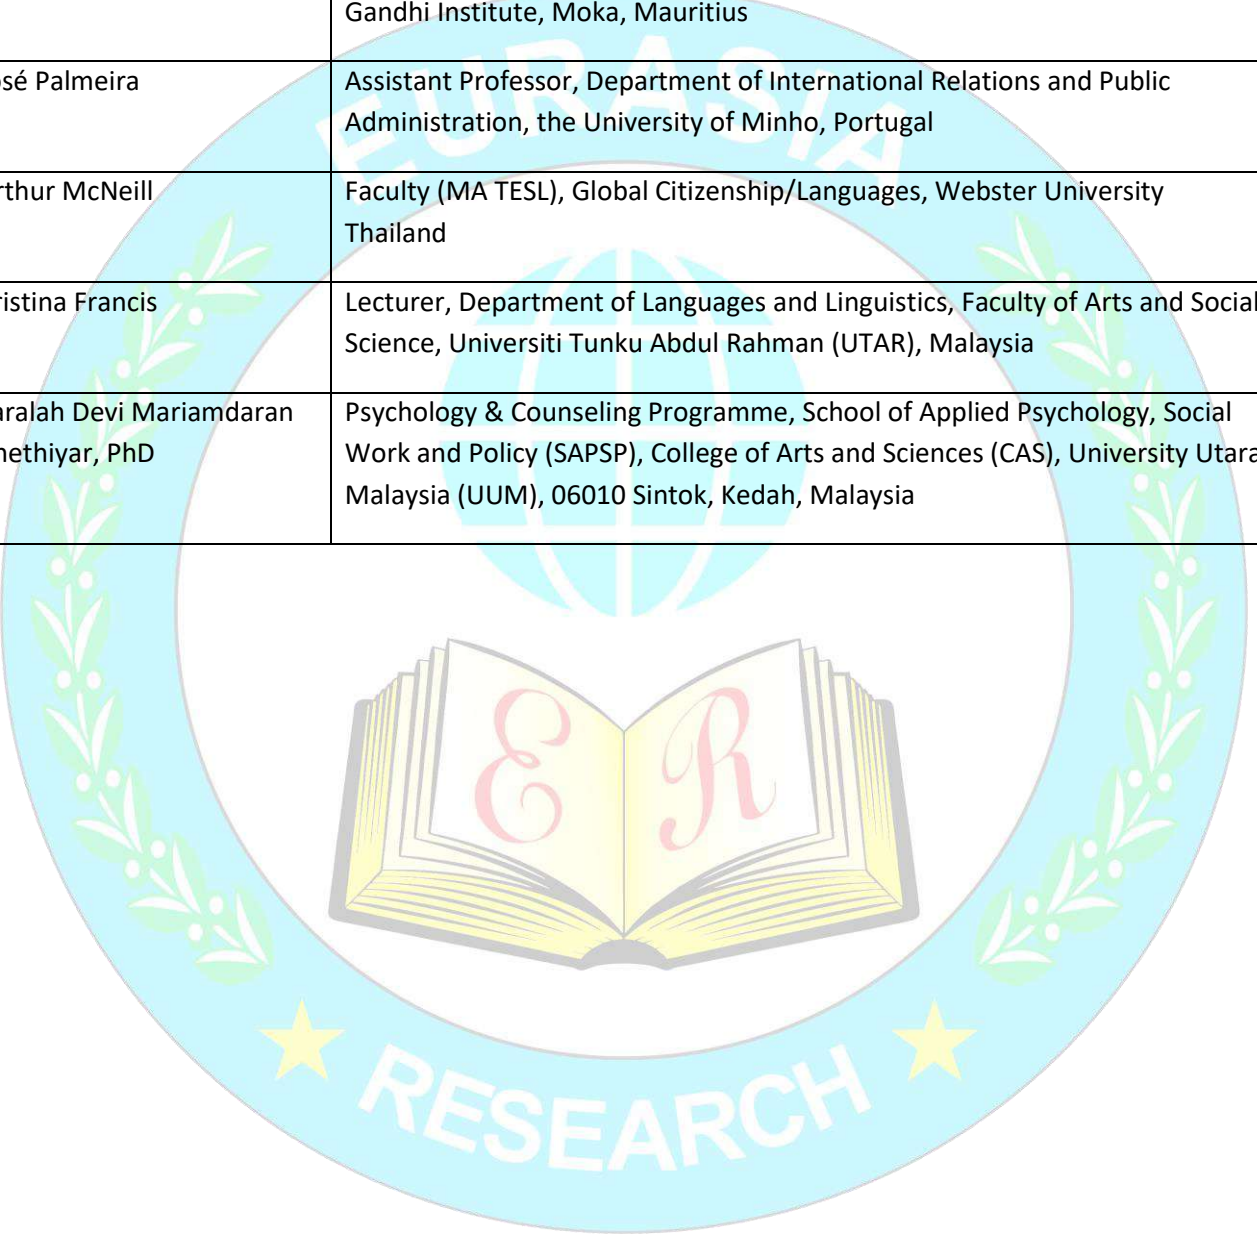 Gandhi Institute, Moka, Mauritius
osé Palmeira
Assistant Professor, Department of International Relations and Public
Administration, the University of Minho, Portugal
rthur McNeill
Faculty (MA TESL), Global Citizenship/Languages, Webster University
Thailand
ristina Francis
Lecturer, Department of Languages and Linguistics, Faculty of Arts and Social
Science, Universiti Tunku Abdul Rahman (UTAR), Malaysia
aralah Devi Mariamdaran
hethiyar, PhD
Psychology & Counseling Programme, School of Applied Psychology, Social
Work and Policy (SAPSP), College of Arts and Sciences (CAS), University Utara
Malaysia (UUM), 06010 Sintok, Kedah, Malaysia
EURASIA
E R
RESEARCH